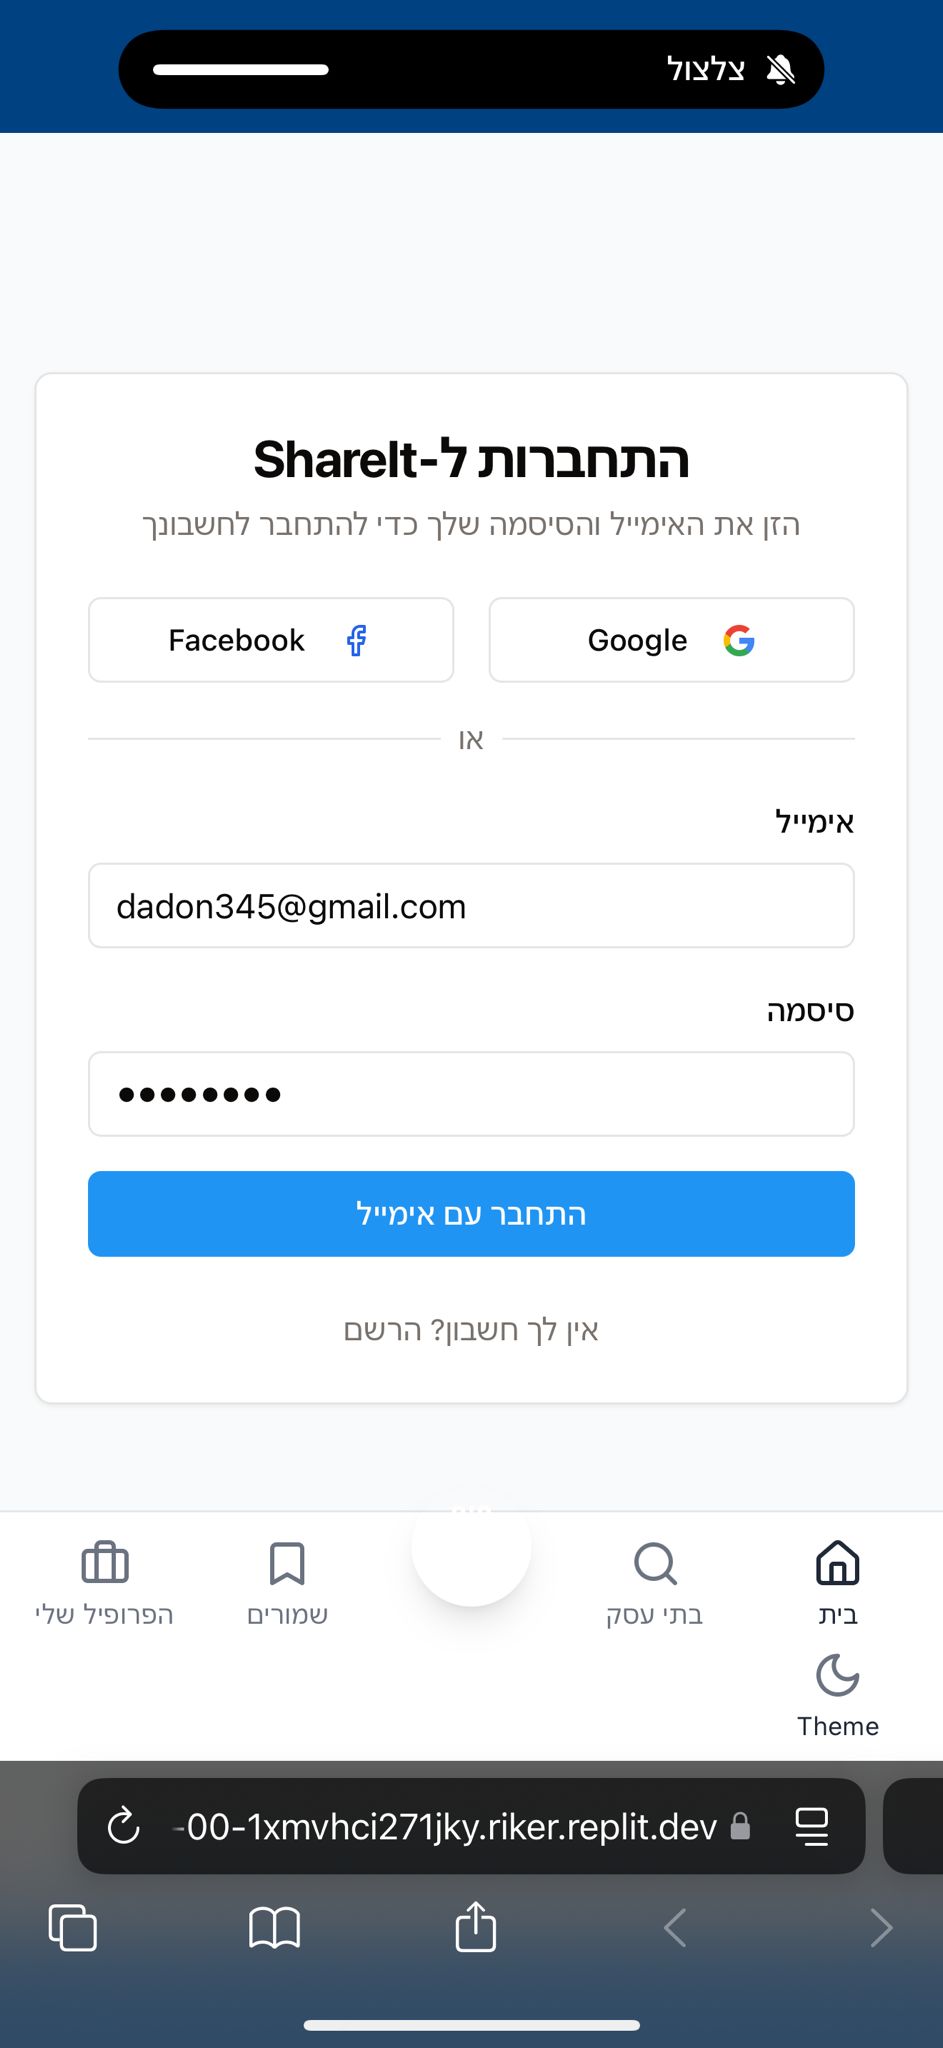 צלצול
התחברות ל-ShareIt
הזן את האימייל והסיסמה שלך כדי להתחבר לחשבונך
Google
Facebook
או
אימייל
dadon345@gmail.com
סיסמה
התחבר עם אימייל
אין לך חשבון? הרשם
בית
בתי עסק
שמורים
הפרופיל שלי
Theme
-00-1xmvhci271jky.riker.replit.dev